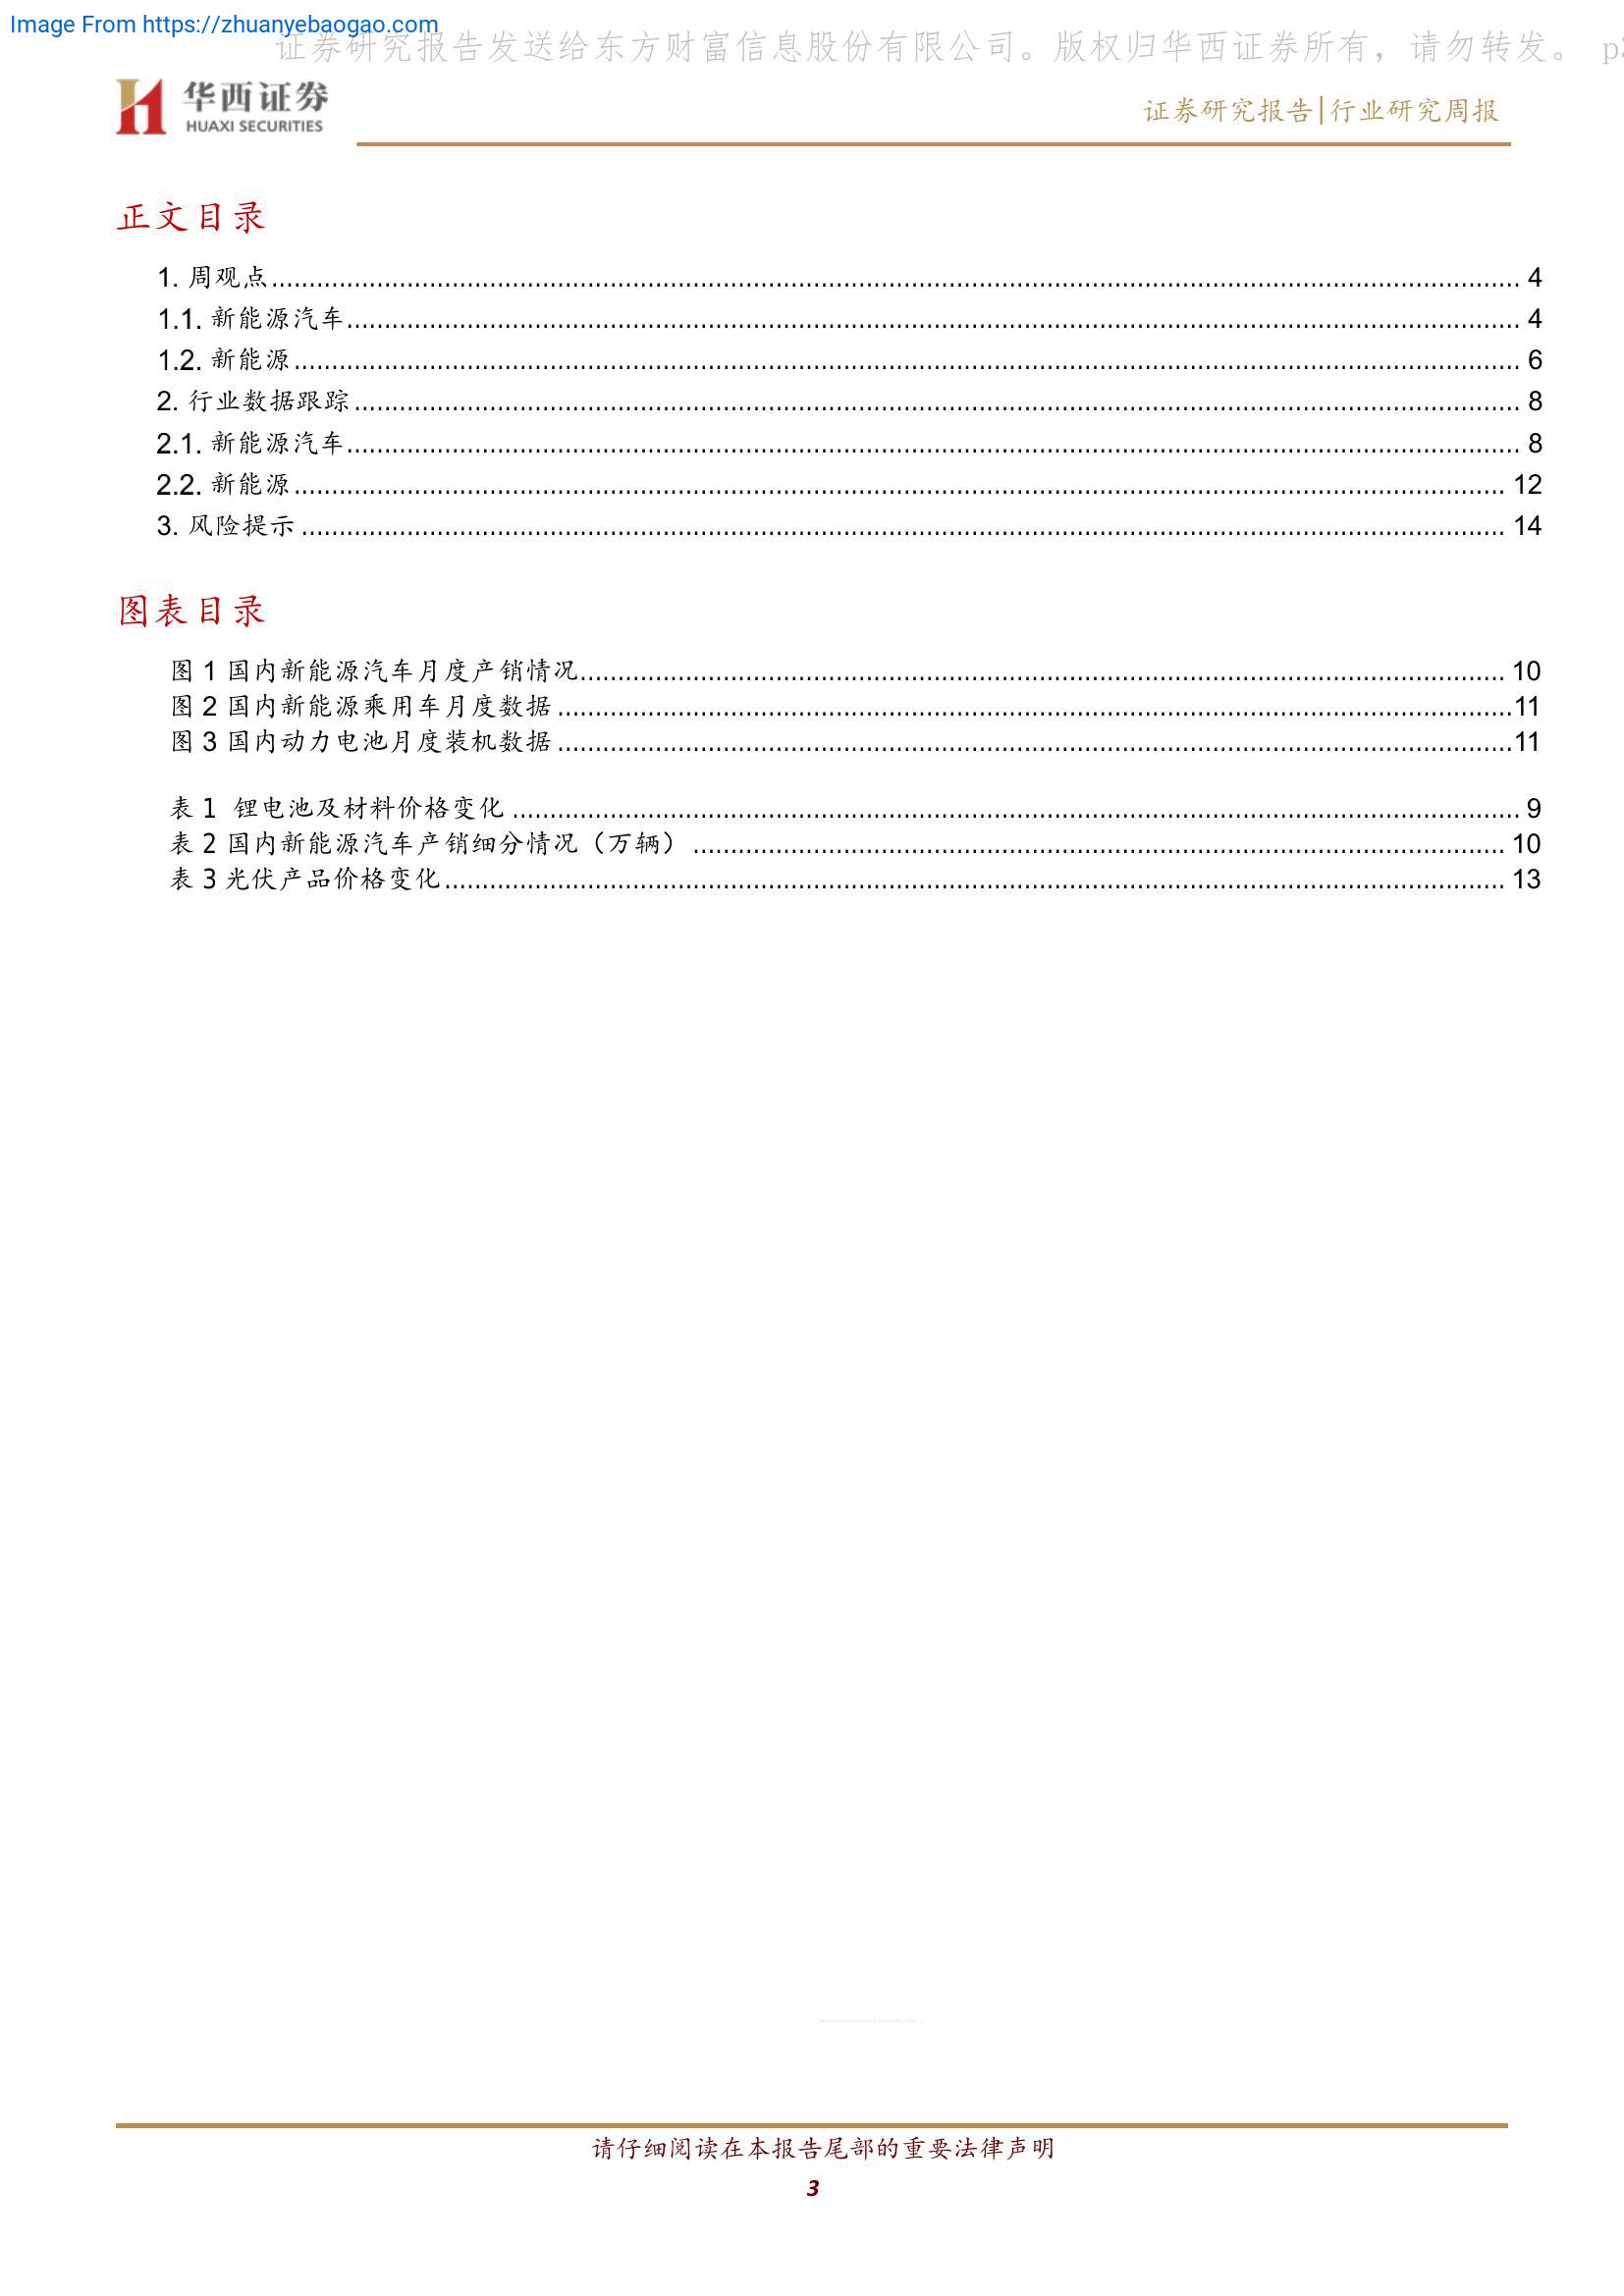 Image From https://zhuanyebaogao.com
证券研究报告发送给东方财富信息股份有限公司。版权归华西证券所有，请勿转发。 p3
华西证券
HUAXI SECURITIES
证券研究报告|行业研究周报
正文目录
1. 周观点 4
1.1. 新能源汽车 4
1.2. 新能源 6
2. 行业数据跟踪 8
2.1. 新能源汽车 8
2.2. 新能源 12
3. 风险提示 14
图表目录
图 1 国内新能源汽车月度产销情况 10
图 2 国内新能源乘用车月度数据 11
图 3 国内动力电池月度装机数据 11
表 1 锂电池及材料价格变化 9
表 2 国内新能源汽车产销细分情况（万辆） 10
表 3 光伏产品价格变化 13
请仔细阅读在本报告尾部的重要法律声明
3